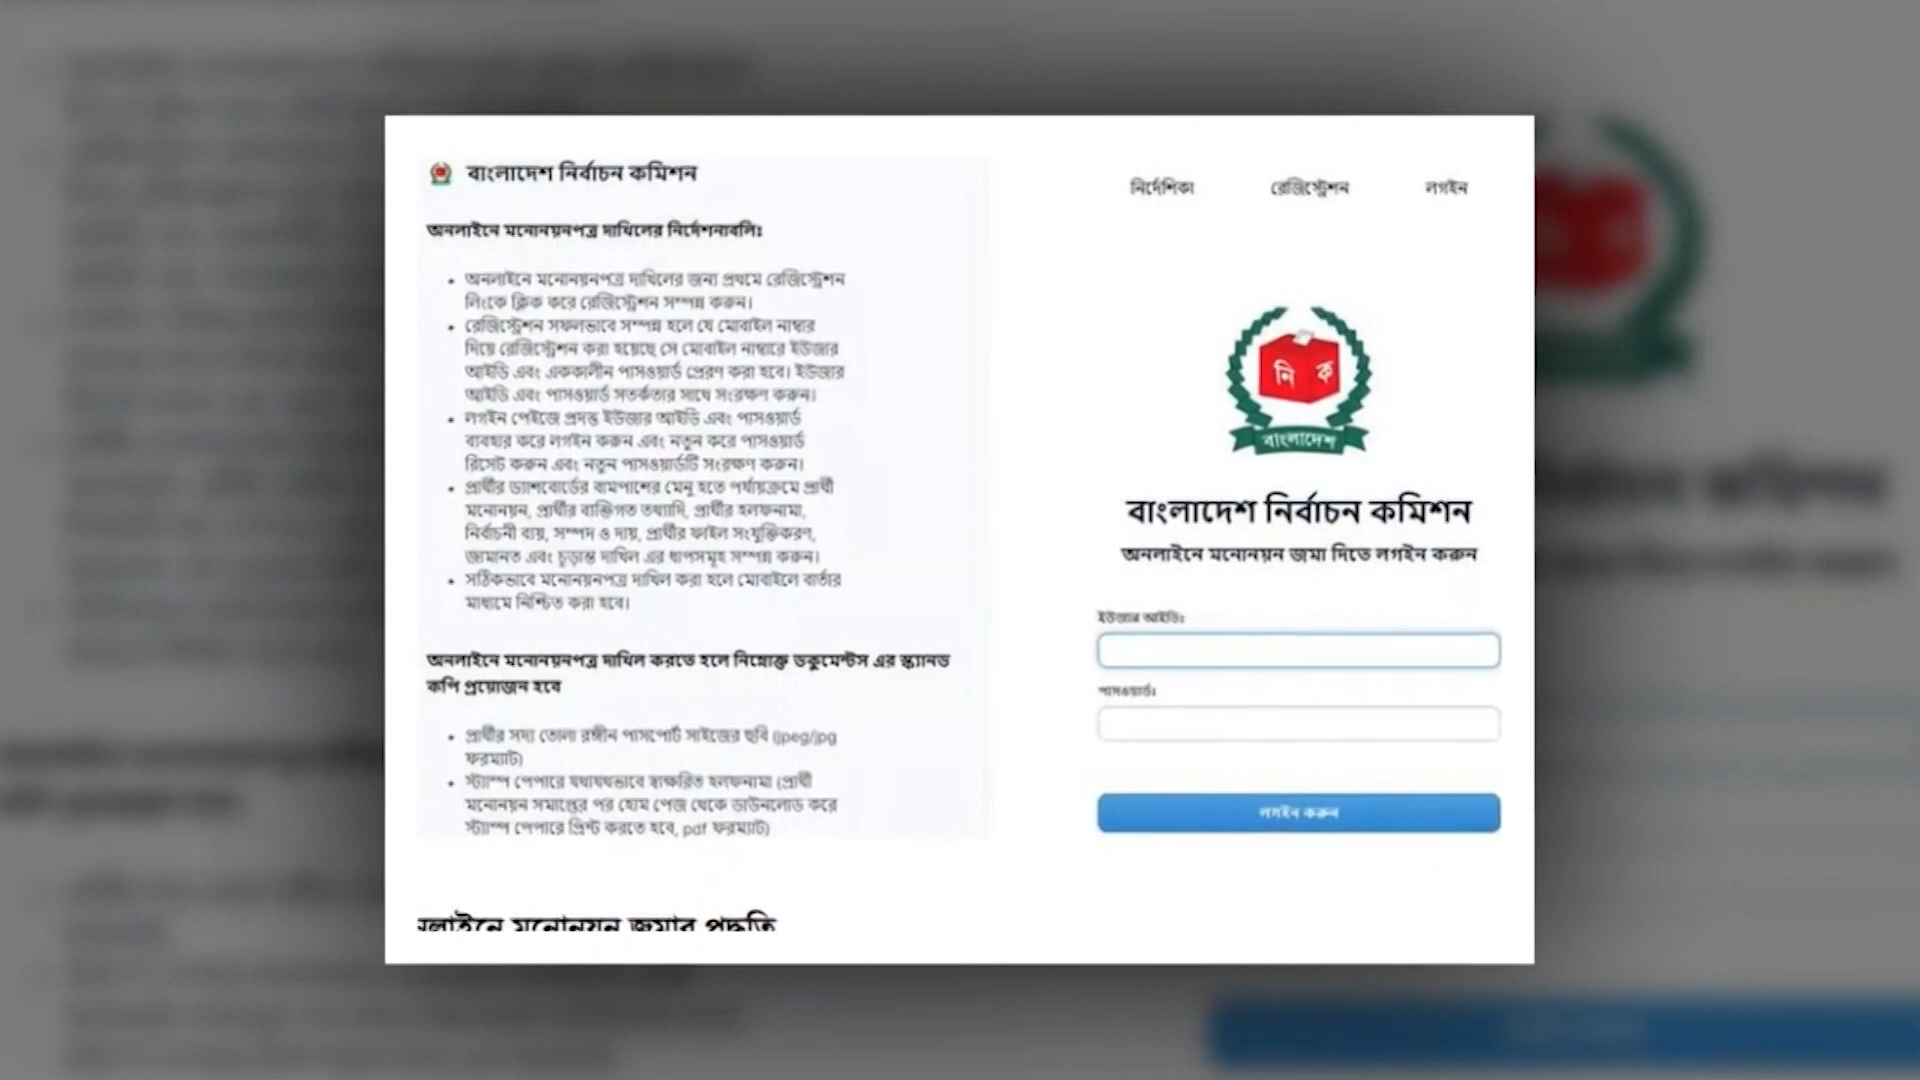 বাংলাদেশ নির্বাচন কমিশন
অনলাইনে মনোনয়নপত্র দাখিলের নির্দেশনাবলিঃ
• অনলাইনে মনোনয়নপত্র দাখিলের জন্য প্রথমে রেজিস্ট্রেশন
লিংকে ক্লিক করে রেজিস্ট্রেশন সম্পন্ন করুন।
• রেজিস্ট্রেশন সফলভাবে সম্পন্ন হলে যে মোবাইল নাম্বার
দিয়ে রেজিস্ট্রেশন করা হয়েছে সে মোবাইল নাম্বারে ইউজার
আইডি এবং এককালীন পাসওয়ার্ড প্রেরণ করা হবে। ইউজার
আইডি এবং পাসওয়ার্ড সতর্কতার সাথে সংরক্ষণ করুন।
• লগইন পেইজে প্রদত্ত ইউজার আইডি এবং পাসওয়ার্ড
ব্যবহার করে লগইন করুন এবং নতুন করে পাসওয়ার্ড
রিসেট করুন এবং নতুন পাসওয়ার্ডটি সংরক্ষণ করুন।
• প্রার্থীর ড্যাশবোর্ডের বামপাশের মেনু হতে পর্যায়ক্রমে প্রার্থী
মনোনয়ন, প্রার্থীর ব্যক্তিগত তথ্যাদি, প্রার্থীর হলফনামা,
নির্বাচনী ব্যয়, সম্পদ ও দায়, প্রার্থীর ফাইল সংযুক্তিকরণ,
জামানত এবং চূড়ান্ত দাখিল এর ধাপসমূহ সম্পন্ন করুন।
• সঠিকভাবে মনোনয়নপত্র দাখিল করা হলে মোবাইলে বার্তার
মাধ্যমে নিশ্চিত করা হবে।
অনলাইনে মনোনয়নপত্র দাখিল করতে হলে নিম্নোক্ত ডকুমেন্টস এর স্ক্যানড
কপি প্রয়োজন হবে
• প্রার্থীর সদ্য তোলা রঙ্গীন পাসপোর্ট সাইজের ছবি (jpeg/jpg
ফরম্যাট)
• স্ট্যাম্প পেপারে যথাযথভাবে স্বাক্ষরিত হলফনামা (প্রার্থী
মনোনয়ন সমাপ্তের পর হোম পেজ থেকে ডাউনলোড করে
স্ট্যাম্প পেপারে প্রিন্ট করতে হবে, pdf ফরম্যাট)
নলাইনে মনোনয়ন জমার পদ্ধতি
নির্দেশিকা রেজিস্ট্রেশন লগইন
নি ক
বাংলাদেশ
বাংলাদেশ নির্বাচন কমিশন
অনলাইনে মনোনয়ন জমা দিতে লগইন করুন
ইউজার আইডিঃ
পাসওয়ার্ডঃ
লগইন করুন